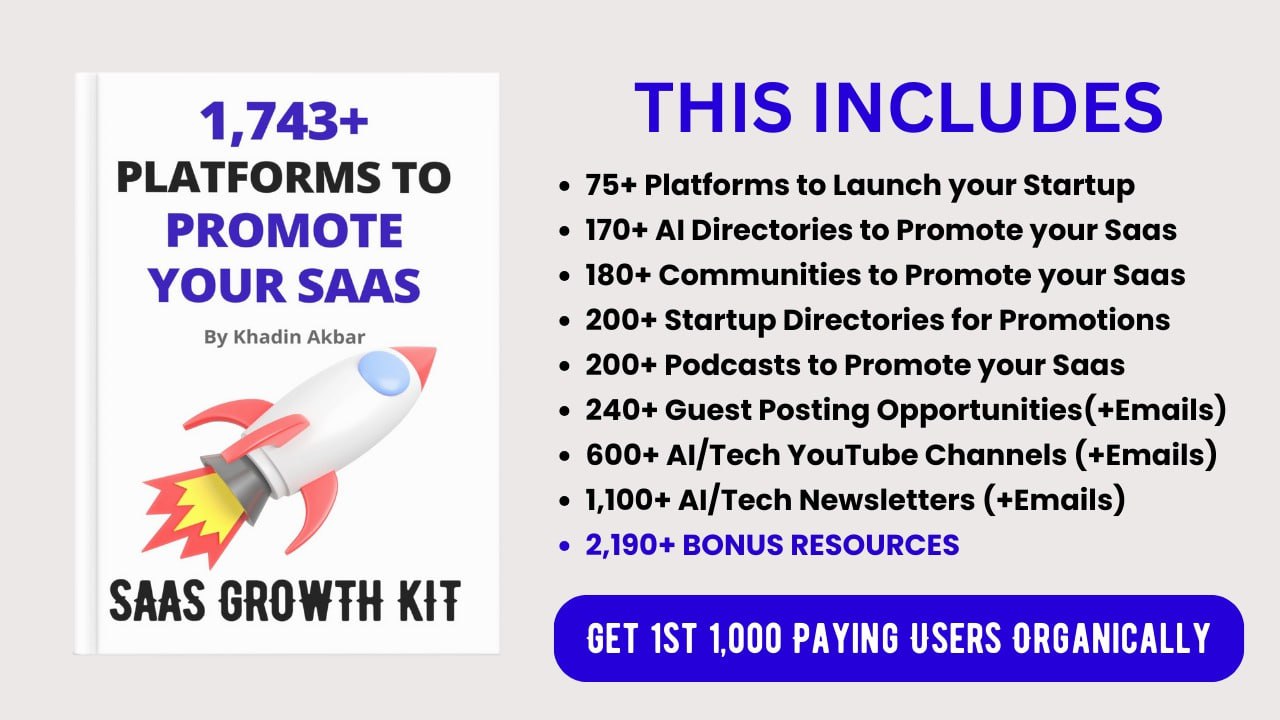 1,743+
PLATFORMS TO
PROMOTE
YOUR SAAS
By Khadin Akbar
SAAS GROWTH KIT
THIS INCLUDES
• 75+ Platforms to Launch your Startup
• 170+ AI Directories to Promote your Saas
• 180+ Communities to Promote your Saas
• 200+ Startup Directories for Promotions
• 200+ Podcasts to Promote your Saas
• 240+ Guest Posting Opportunities(+Emails)
• 600+ AI/Tech YouTube Channels (+Emails)
• 1,100+ AI/Tech Newsletters (+Emails)
• 2,190+ BONUS RESOURCES
GET 1ST 1,000 PAYING USERS ORGANICALLY